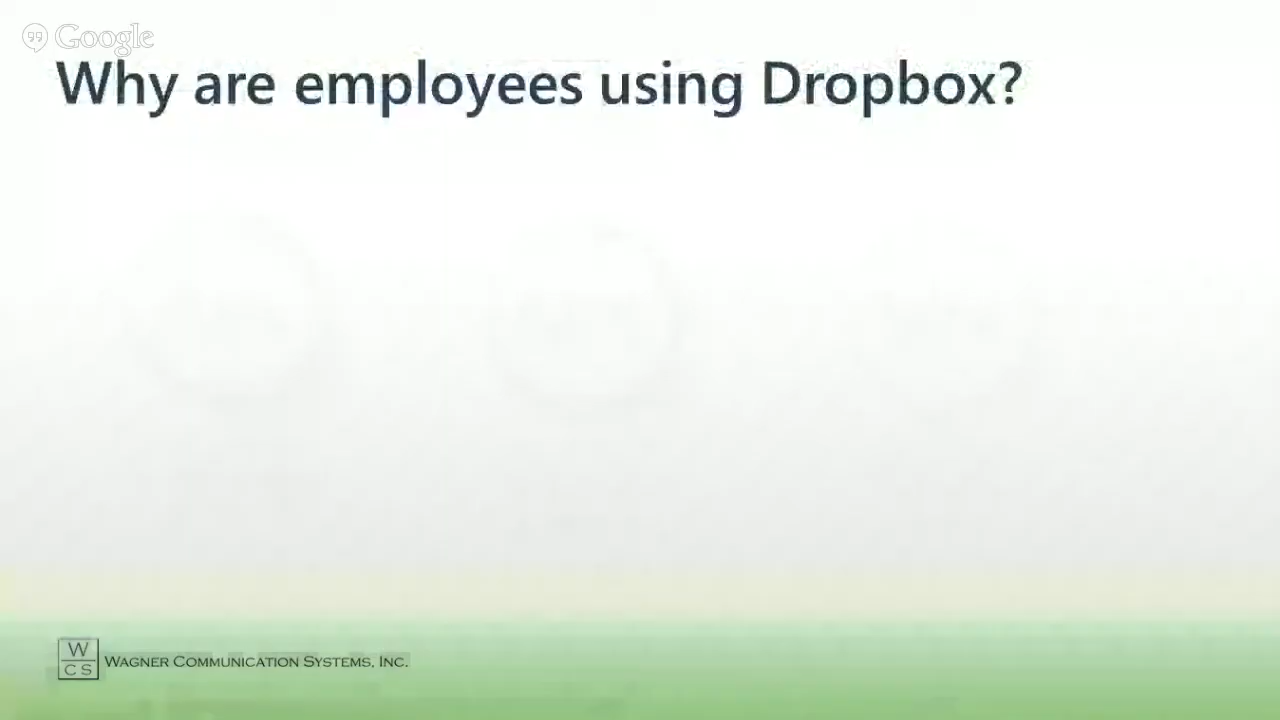 Google
Why are employees using Dropbox?
W
CS
WAGNER COMMUNICATION SYSTEMS, INC.